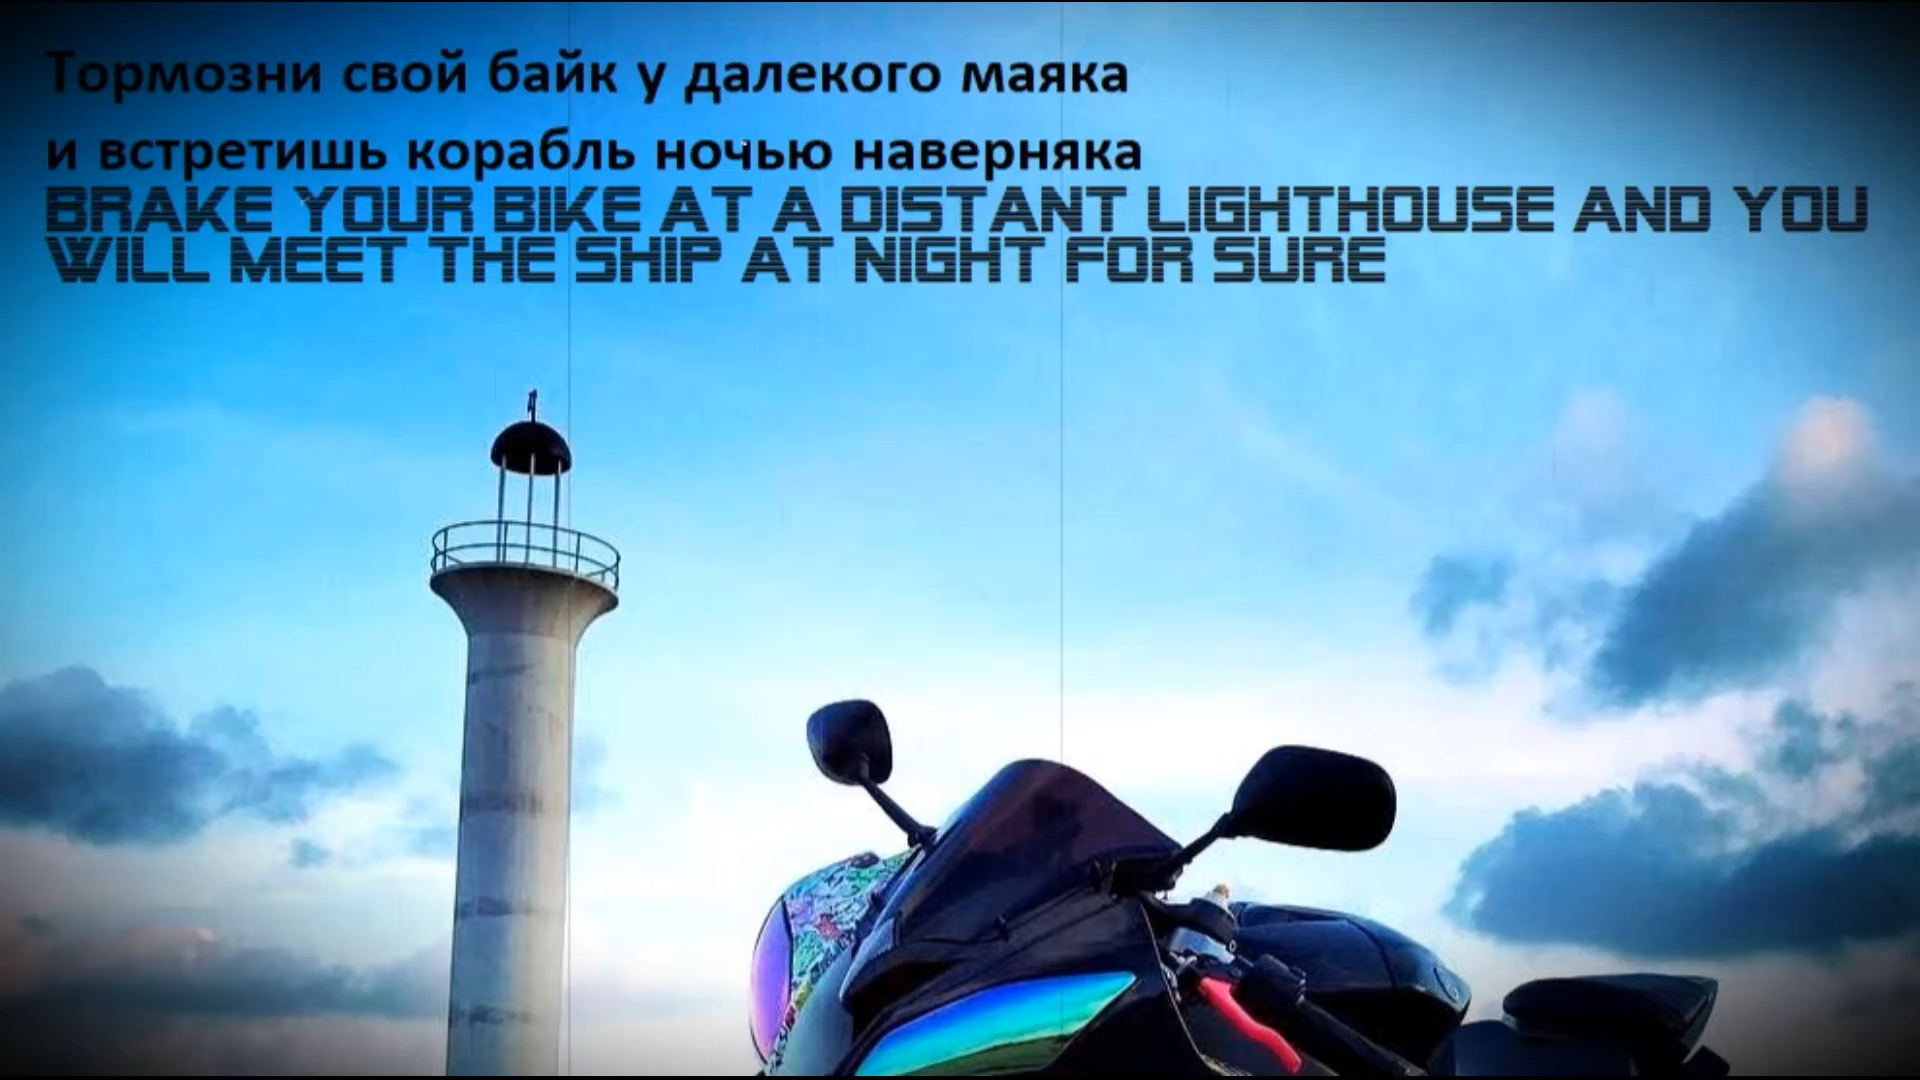 Тормозни свой байк у далекого маяка
и встретишь корабль ночью наверняка
BRAKE YOUR BIKE AT A DISTANT LIGHTHOUSE AND YOU
WILL MEET THE SHIP AT NIGHT FOR SURE